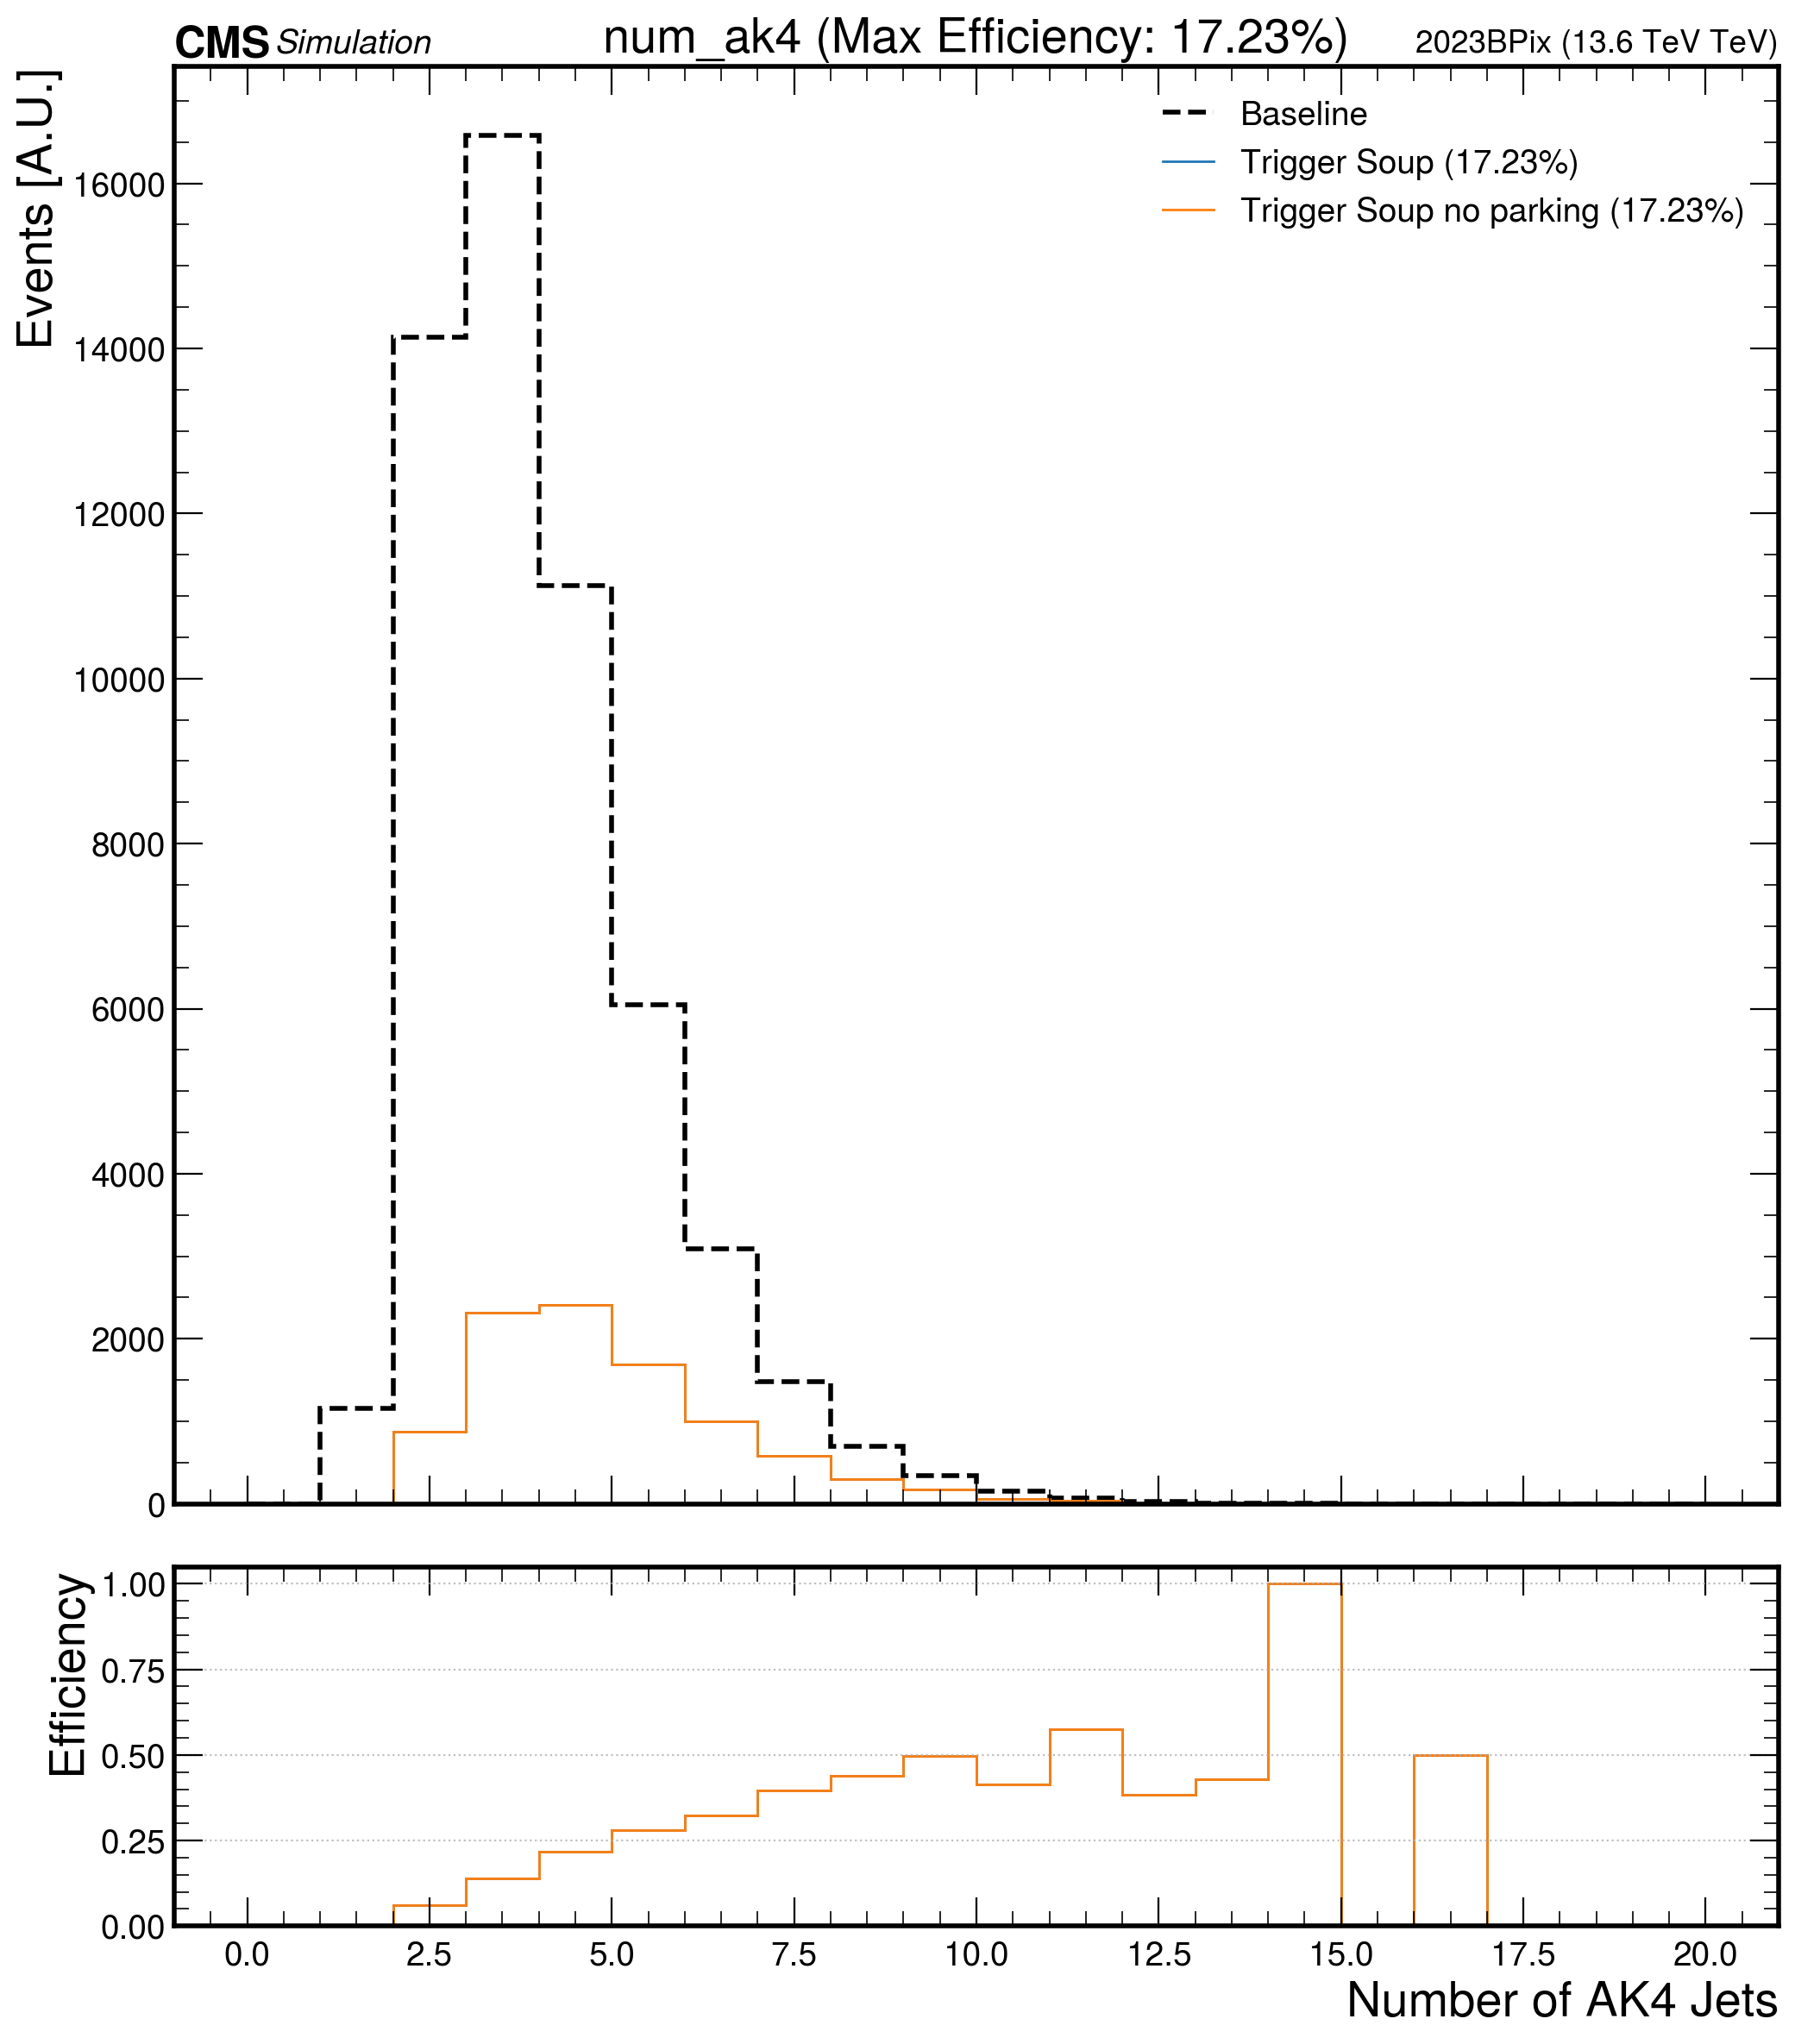 CMS Simulation num_ak4 (Max Efficiency: 17.23%) 2023BPix (13.6 TeV TeV)
Events [A.U.]
Baseline
Trigger Soup (17.23%)
Trigger Soup no parking (17.23%)
16000
14000
12000
10000
8000
6000
4000
2000
0
Efficiency
1.00
0.75
0.50
0.25
0.00
0.0 2.5 5.0 7.5 10.0 12.5 15.0 17.5 20.0
Number of AK4 Jets